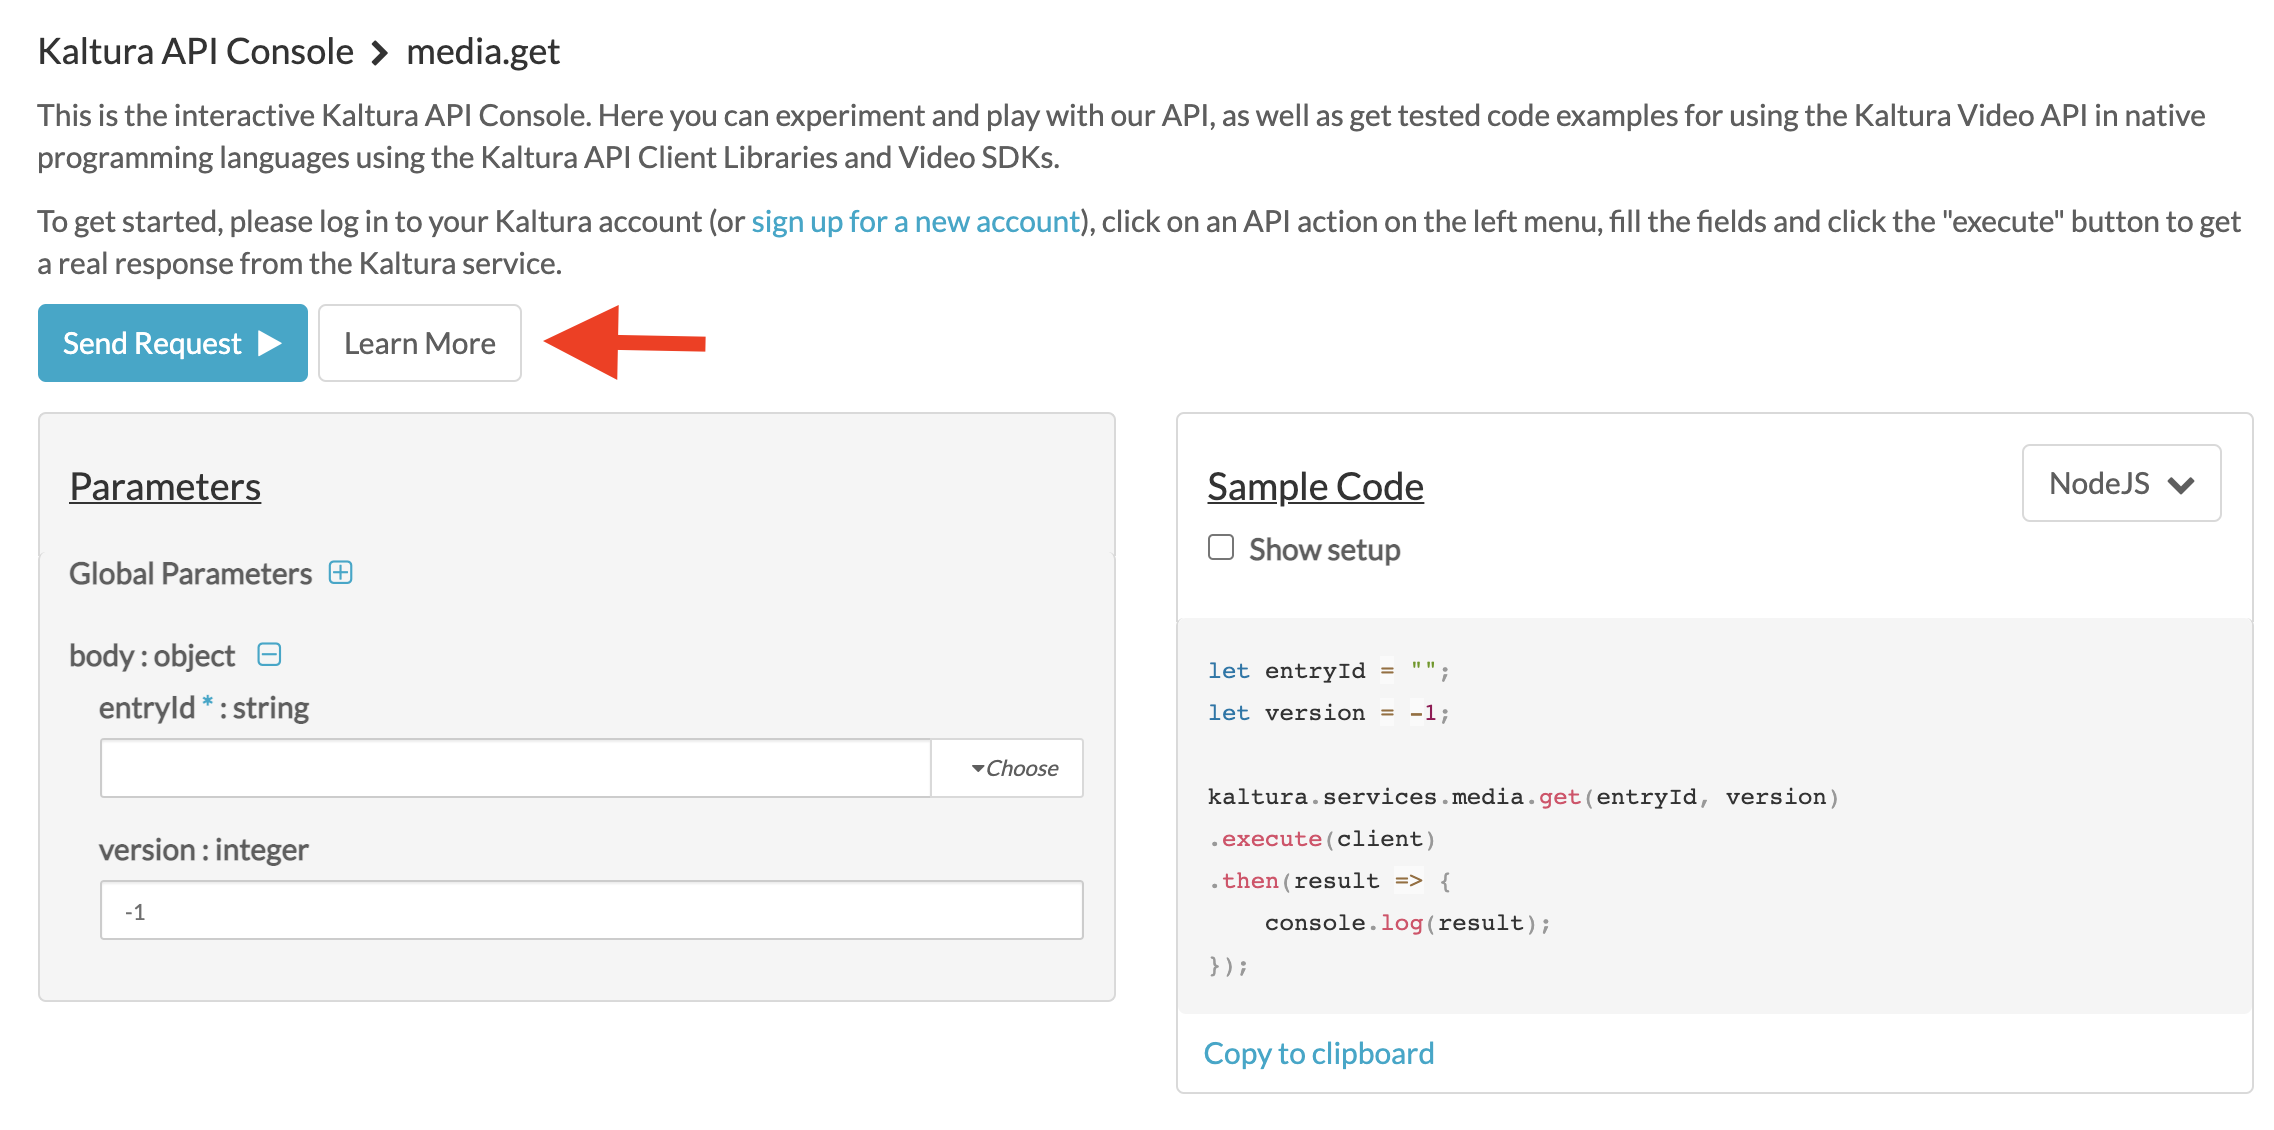 Kaltura API Console > media.get
This is the interactive Kaltura API Console. Here you can experiment and play with our API, as well as get tested code examples for using the Kaltura Video API in native
programming languages using the Kaltura API Client Libraries and Video SDKs.
To get started, please log in to your Kaltura account (or sign up for a new account), click on an API action on the left menu, fill the fields and click the "execute" button to get
a real response from the Kaltura service.
Send Request
Learn More
Parameters
Global Parameters
body : object
entryId * : string
Choose
version : integer
-1
Sample Code
NodeJS
Show setup
let entryId = "";
let version = -1;
kaltura.services.media.get(entryId, version)
.execute(client)
.then(result => {
    console.log(result);
});
Copy to clipboard